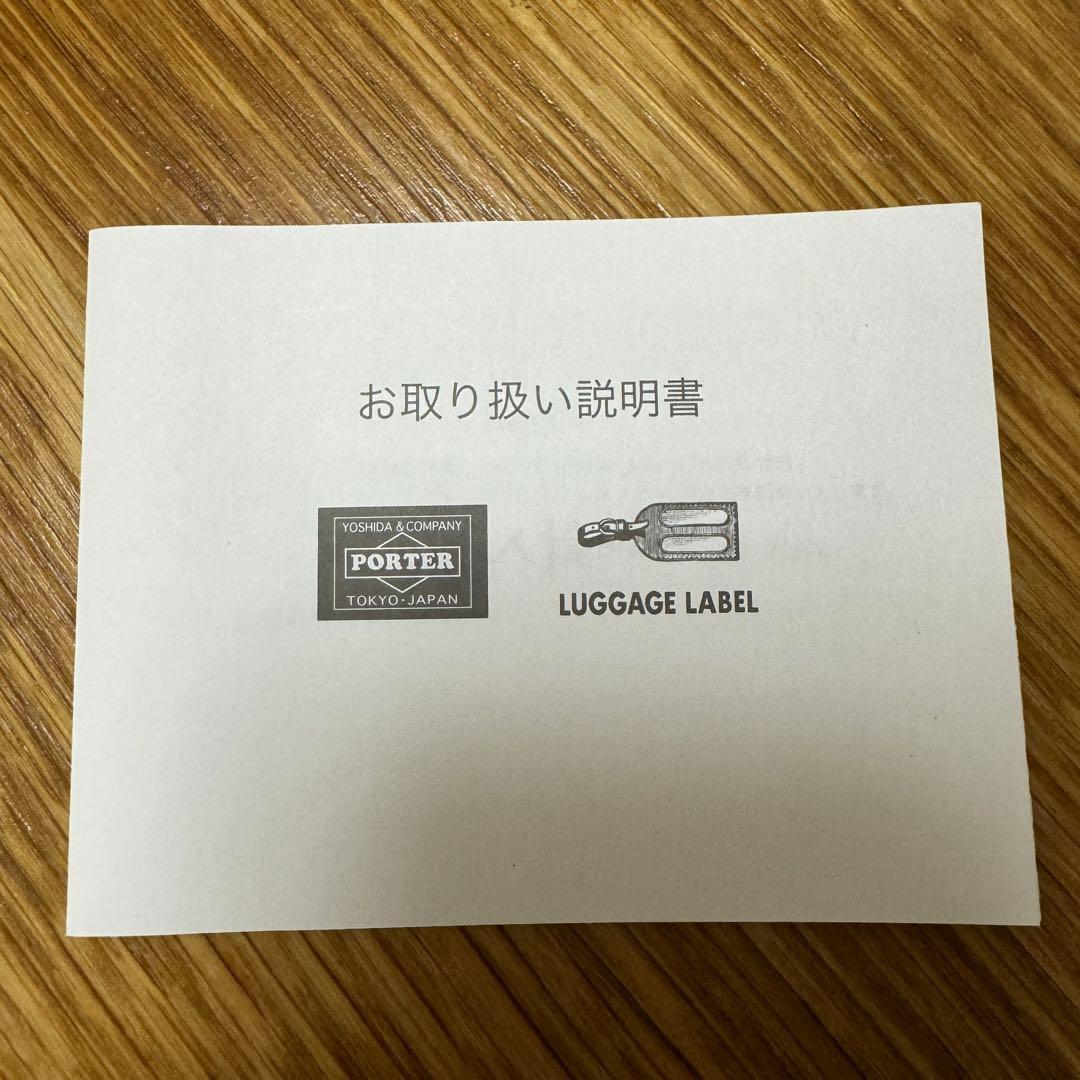 お取り扱い説明書
YOSHIDA & COMPANY
PORTER
TOKYO・JAPAN
LUGGAGE LABEL